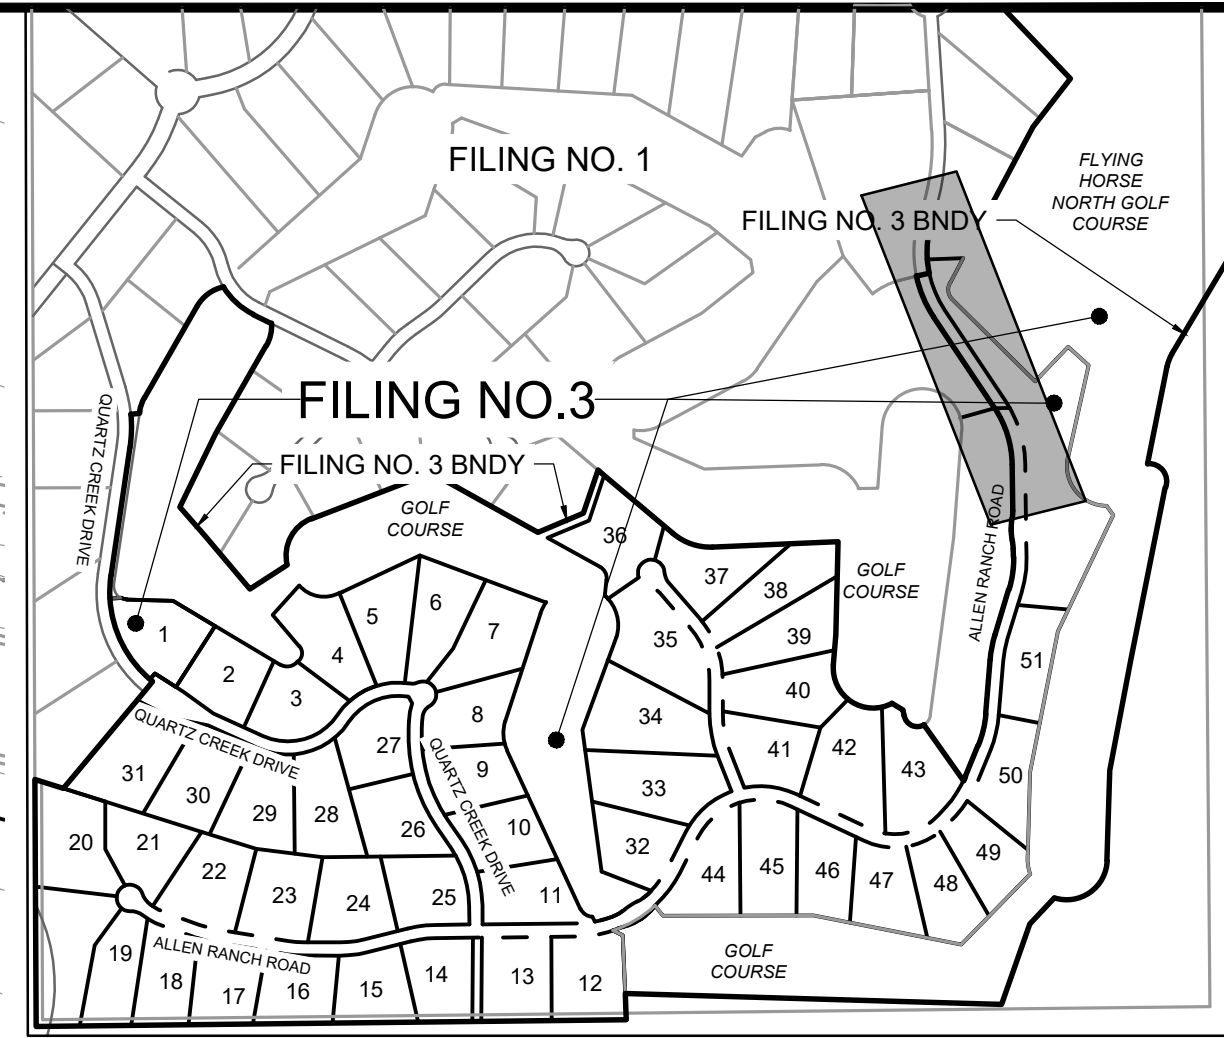 FILING NO. 1
FLYING
HORSE
NORTH GOLF
COURSE
FILING NO. 3 BNDY
FILING NO.3
QUARTZ CREEK DRIVE
FILING NO. 3 BNDY
GOLF
COURSE
ALLEN RANCH ROAD
36
37
38
GOLF
COURSE
5
6
7
35
39
1
2
3
4
40
51
8
34
QUARTZ CREEK DRIVE
27
QUARTZ CREEK DRIVE
41
42
43
50
31
30
29
28
9
33
26
10
32
20
21
22
23
24
25
11
44
45
46
47
48
49
19
ALLEN RANCH ROAD
18
17
16
15
14
13
12
GOLF
COURSE